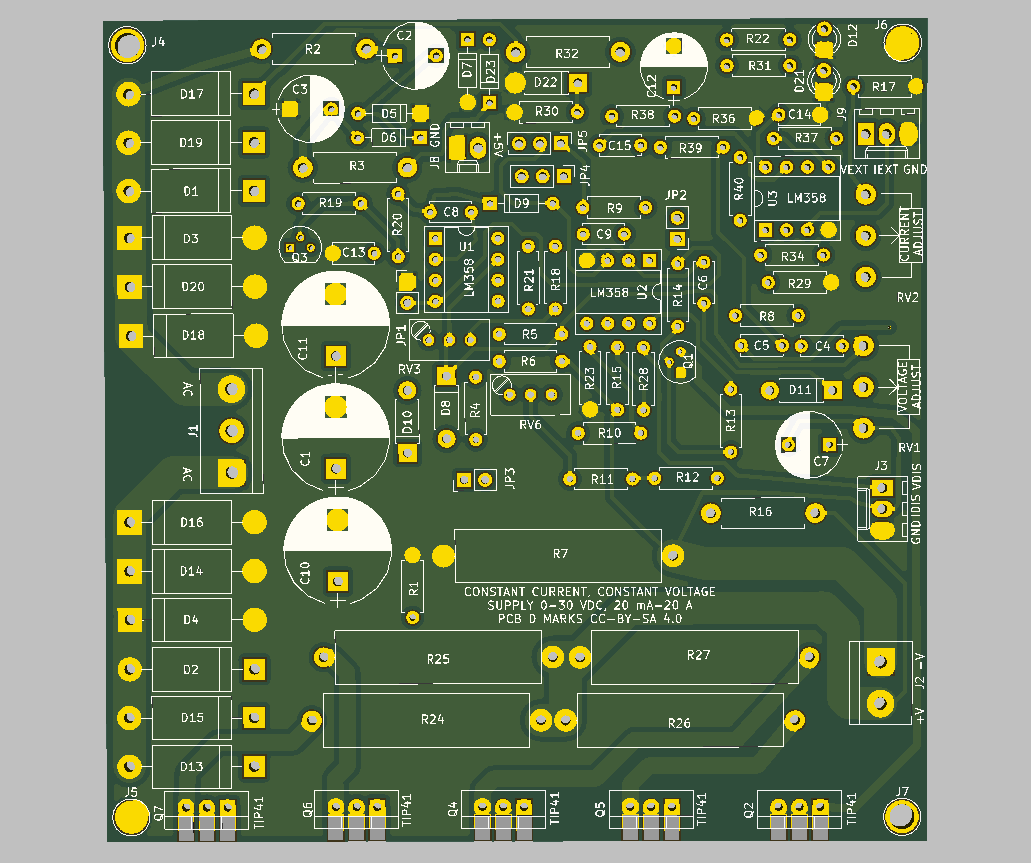 J4
R2
C2
D7
D23
R32
C12
R22
R31
D12
J6
D21
R17
D17
C3
D5
D6
GND
+5V
J8
D22
R30
JP5
R38
R36
C14
R37
J9
D19
R3
C15
R39
VEXT IEXT GND
D1
R19
R20
C8
D9
JP4
R9
JP2
R40
U3
LM358
D3
Q3
C13
U1
LM358
R21
R18
C9
LM358
U2
R14
C6
R34
R29
CURRENT
ADJUST
RV2
D20
D18
C11
JP1
R5
R6
RV3
R8
C5
C4
Q1
R23
R15
R28
AC
J1
AC
C1
D10
D8
R4
RV6
R10
R13
D11
VOLTAGE
ADJUST
RV1
C7
JP3
R11
R12
J3
GND IDIS VDIS
D16
R16
D14
C10
R1
R7
CONSTANT CURRENT, CONSTANT VOLTAGE
SUPPLY 0-30 VDC, 20 mA-20 A
PCB D MARKS CC-BY-SA 4.0
D4
D2
R25
R27
J2
-V
+V
D15
R24
R26
D13
J5
Q7
TIP41
Q6
TIP41
Q4
TIP41
Q5
TIP41
Q2
TIP41
J7